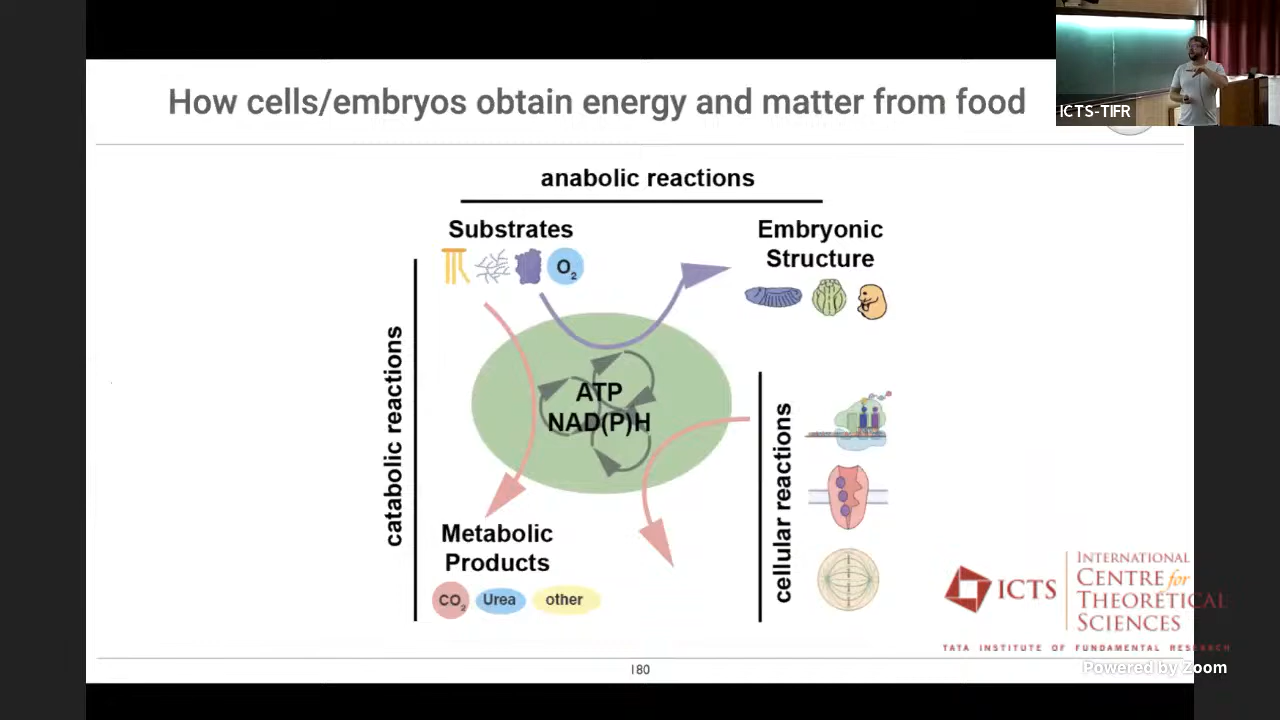 How cells/embryos obtain energy and matter from food
ICTS-TIFR
anabolic reactions
Substrates
O2
Embryonic
Structure
catabolic reactions
ATP
NAD(P)H
cellular reactions
Metabolic
Products
CO2
Urea
other
ICTS
INTERNATIONAL
CENTRE for
THEORETICAL
SCIENCES
TATA INSTITUTE OF FUNDAMENTAL RESEARCH
Powered by Zoom
180